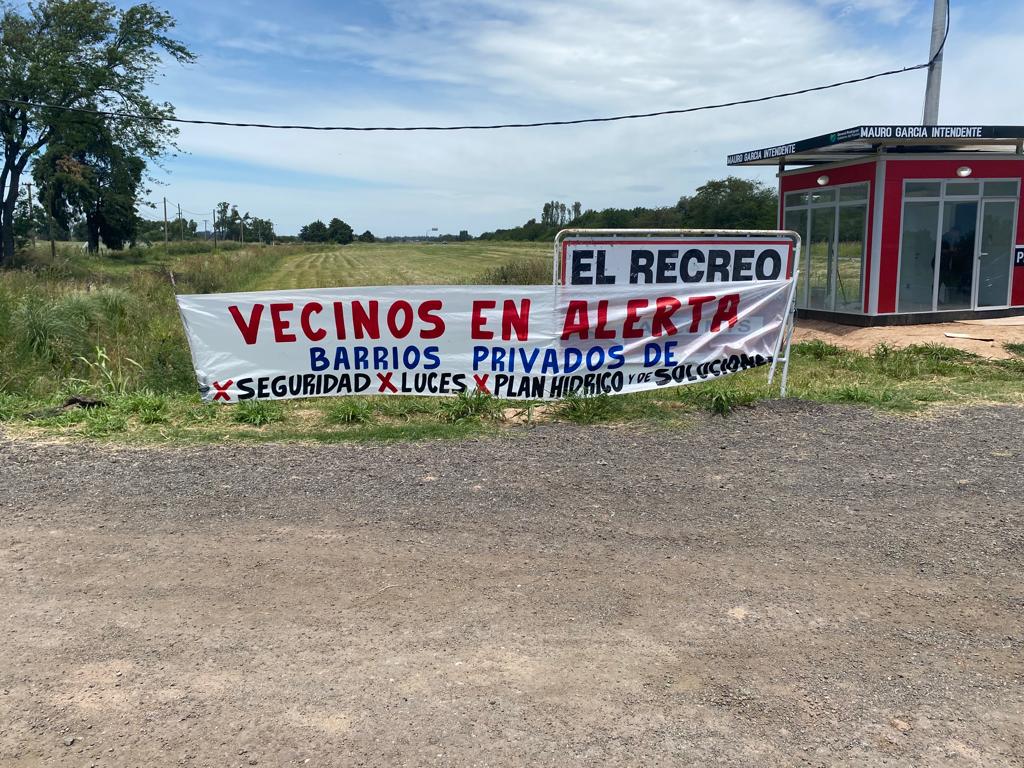 MAURO GARCIA INTENDENTE
MAURO GARCIA INTENDENTE
EL RECREO
VECINOS EN ALERTA
BARRIOS PRIVADOS DE
X SEGURIDAD X LUCES X PLAN HIDRICO Y DE SOLUCIONA